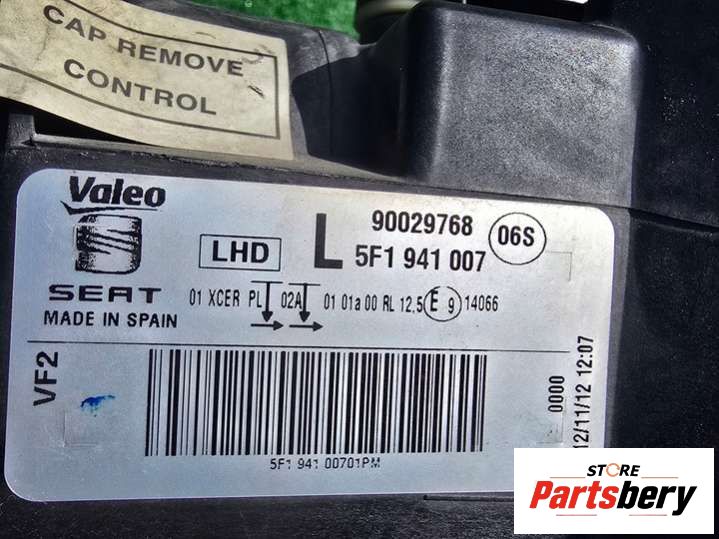 CAP REMOVE
CONTROL
Valeo
SEAT
MADE IN SPAIN
LHD
L
90029768
5F1 941 007
06S
01 XCER PL 02A 01 01a 00 RL 12.5 E 9 14066
VF2
0000
12/11/12 12:07
5F1 941 00701PM
STORE
Partsbery